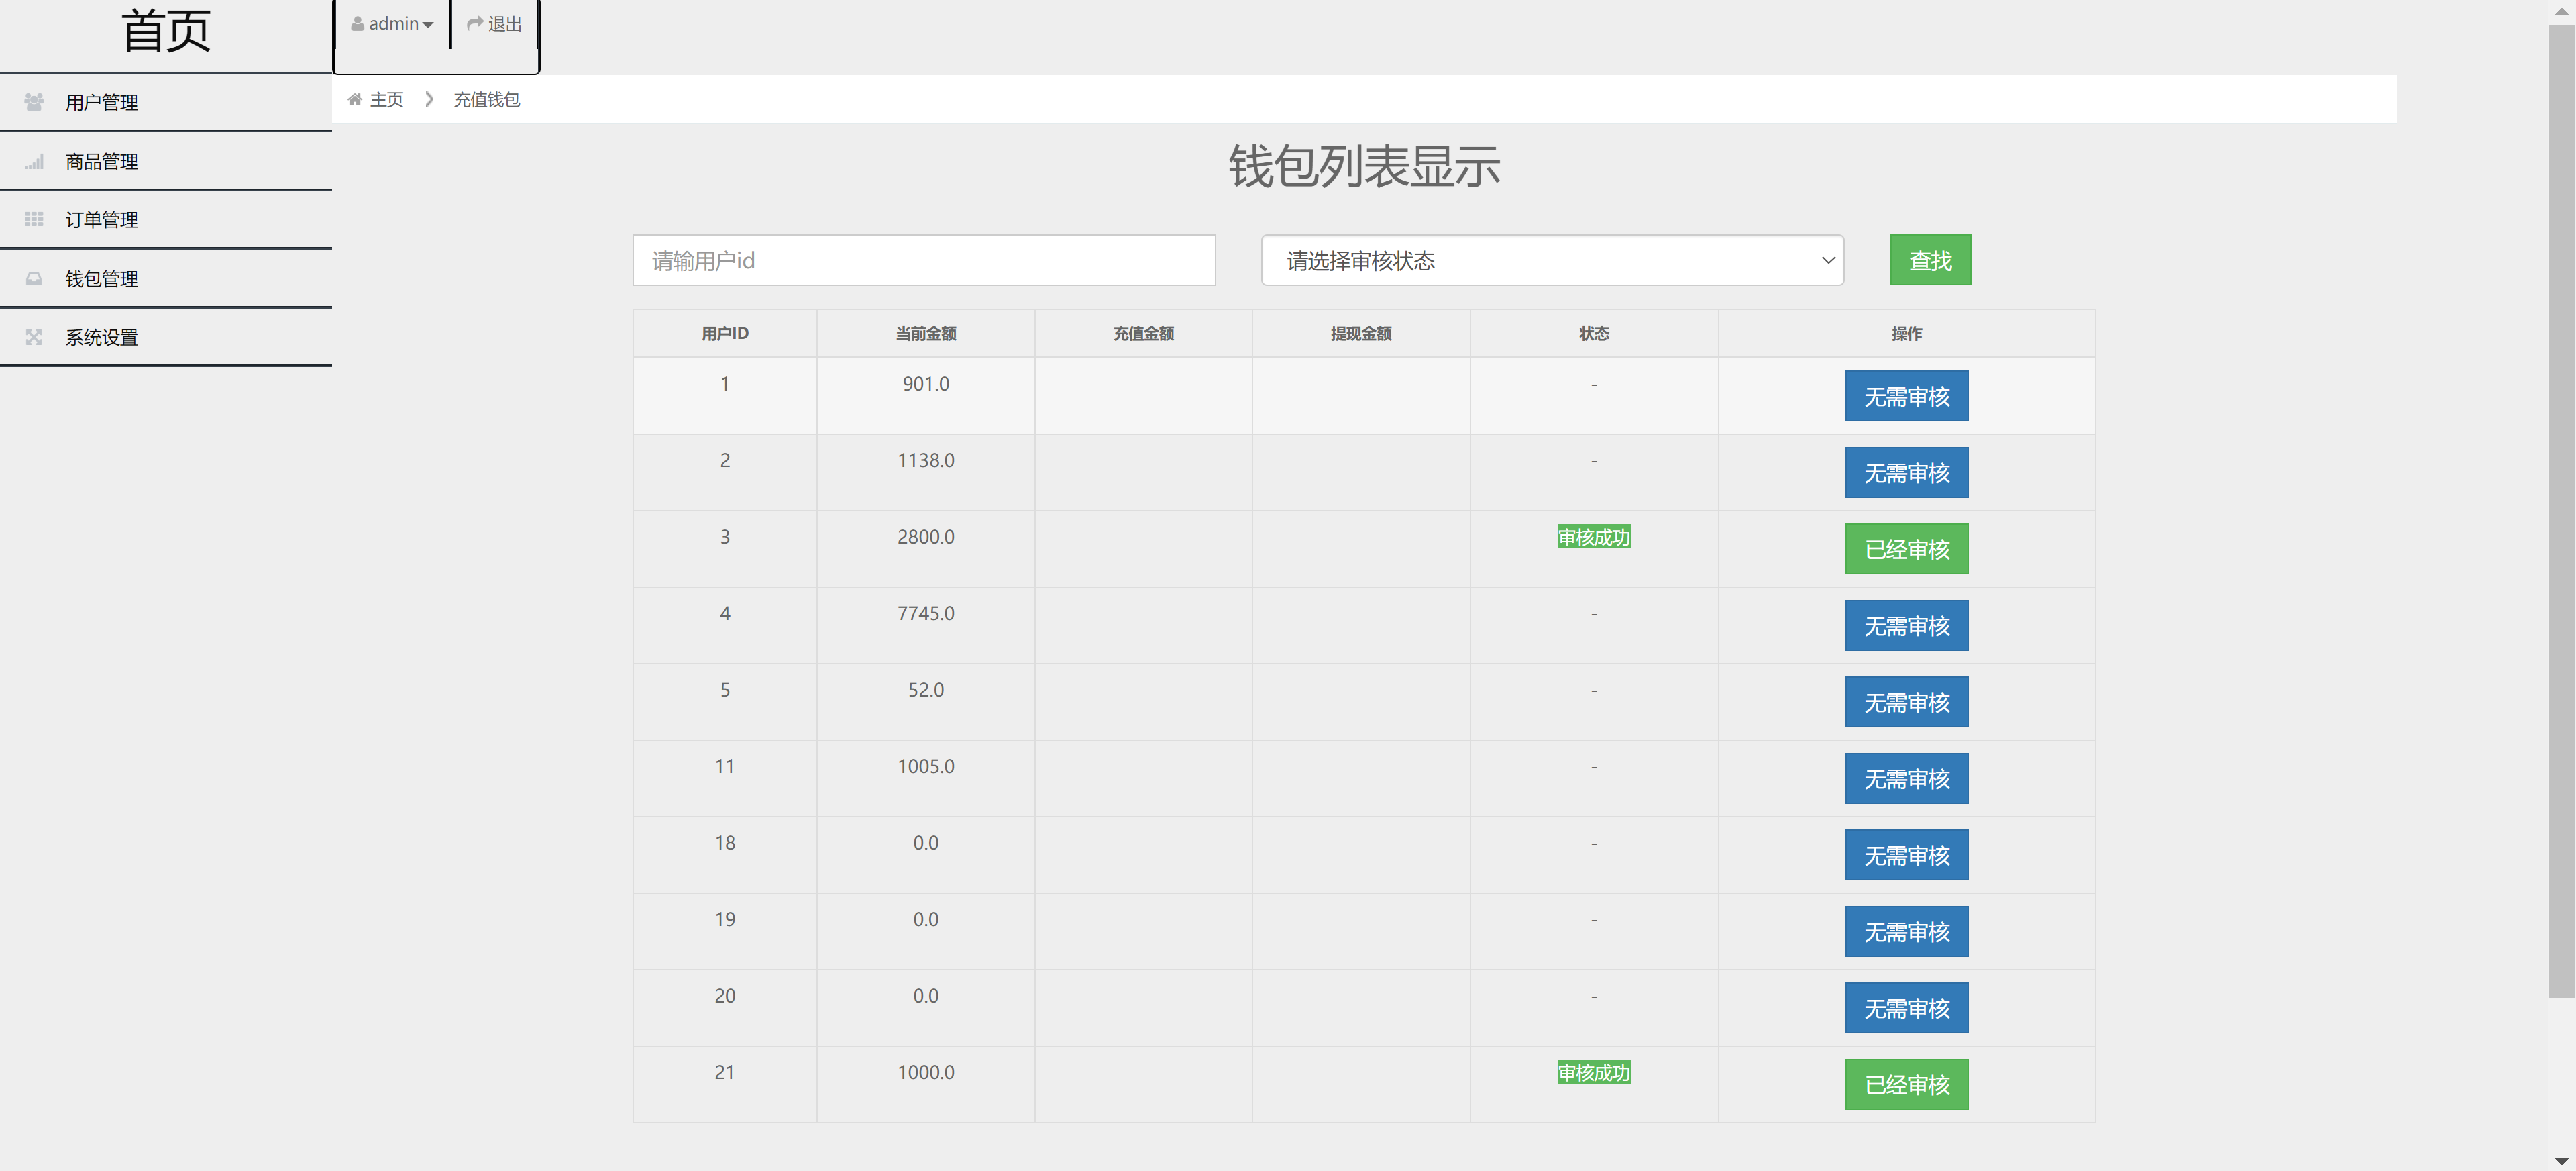 首页
admin 退出
用户管理
商品管理
订单管理
钱包管理
系统设置
主页 充值钱包
钱包列表显示
请输用户id 请选择审核状态 查找
用户ID 当前金额 充值金额 提现金额 状态 操作
1 901.0 - 无需审核
2 1138.0 - 无需审核
3 2800.0 审核成功 已经审核
4 7745.0 - 无需审核
5 52.0 - 无需审核
11 1005.0 - 无需审核
18 0.0 - 无需审核
19 0.0 - 无需审核
20 0.0 - 无需审核
21 1000.0 审核成功 已经审核